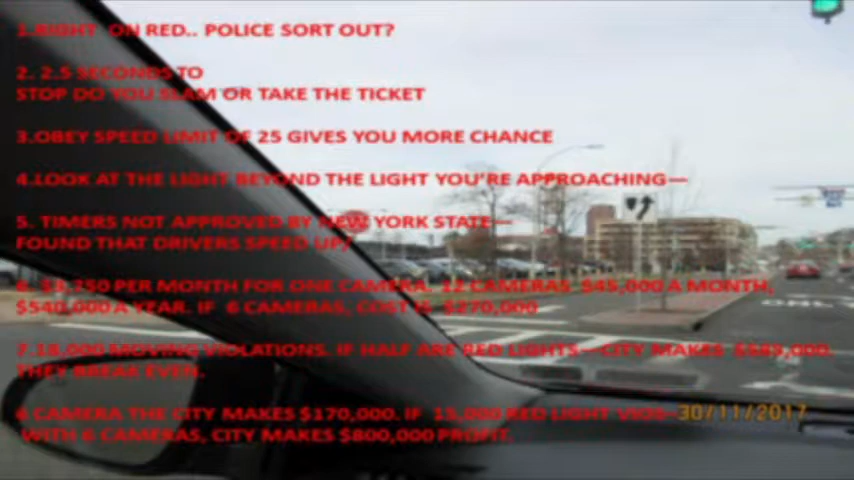 1.RIGHT ON RED.. POLICE SORT OUT?
2. 2.5 SECONDS TO
STOP DO YOU SLAM OR TAKE THE TICKET
3.OBEY SPEED LIMIT OF 25 GIVES YOU MORE CHANCE
4.LOOK AT THE LIGHT BEYOND THE LIGHT YOU'RE APPROACHING—
5. TIMERS NOT APPROVED BY NEW YORK STATE—
FOUND THAT DRIVERS SPEED UP/
6. $3,750 PER MONTH FOR ONE CAMERA, 12 CAMERAS $45,000 A MONTH,
$540,000 A YEAR. IF 6 CAMERAS, COST IS $270,000
7.18,000 MOVING VIOLATIONS. IF HALF ARE RED LIGHTS—CITY MAKES
THEY BREAK EVEN.
6 CAMERA THE CITY MAKES $170,000. IF 15,000 RED LIGHT VIOS-30/11/2017
WITH 6 CAMERAS, CITY MAKES $800,000 PROFIT.